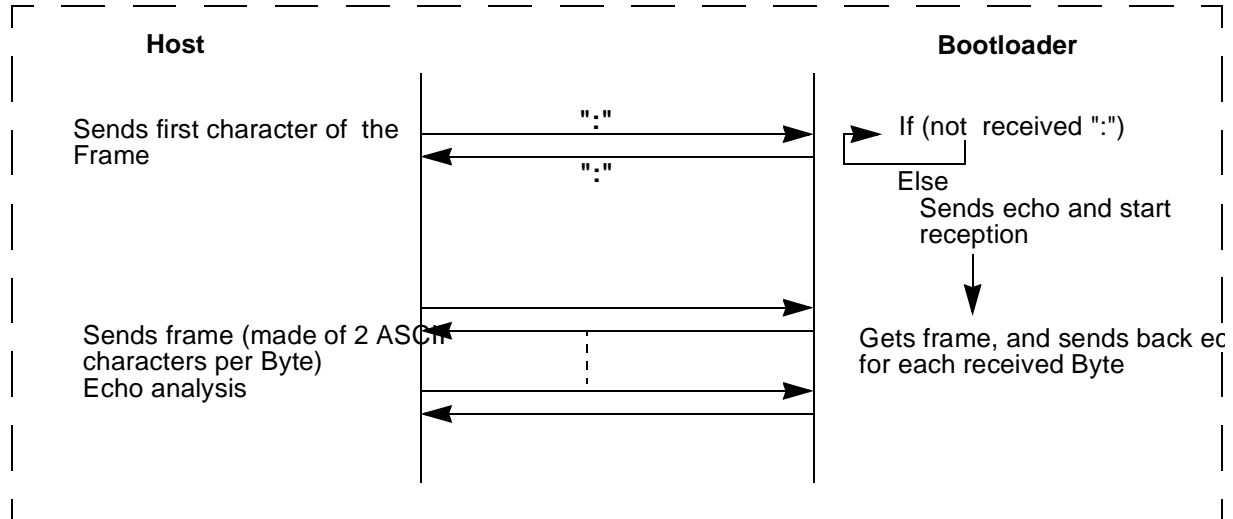 Host
Bootloader
Sends first character of the
Frame
":"
":"
If (not received ":")
Else
Sends echo and start
reception
Sends frame (made of 2 ASCII
characters per Byte)
Echo analysis
Gets frame, and sends back
for each received Byte